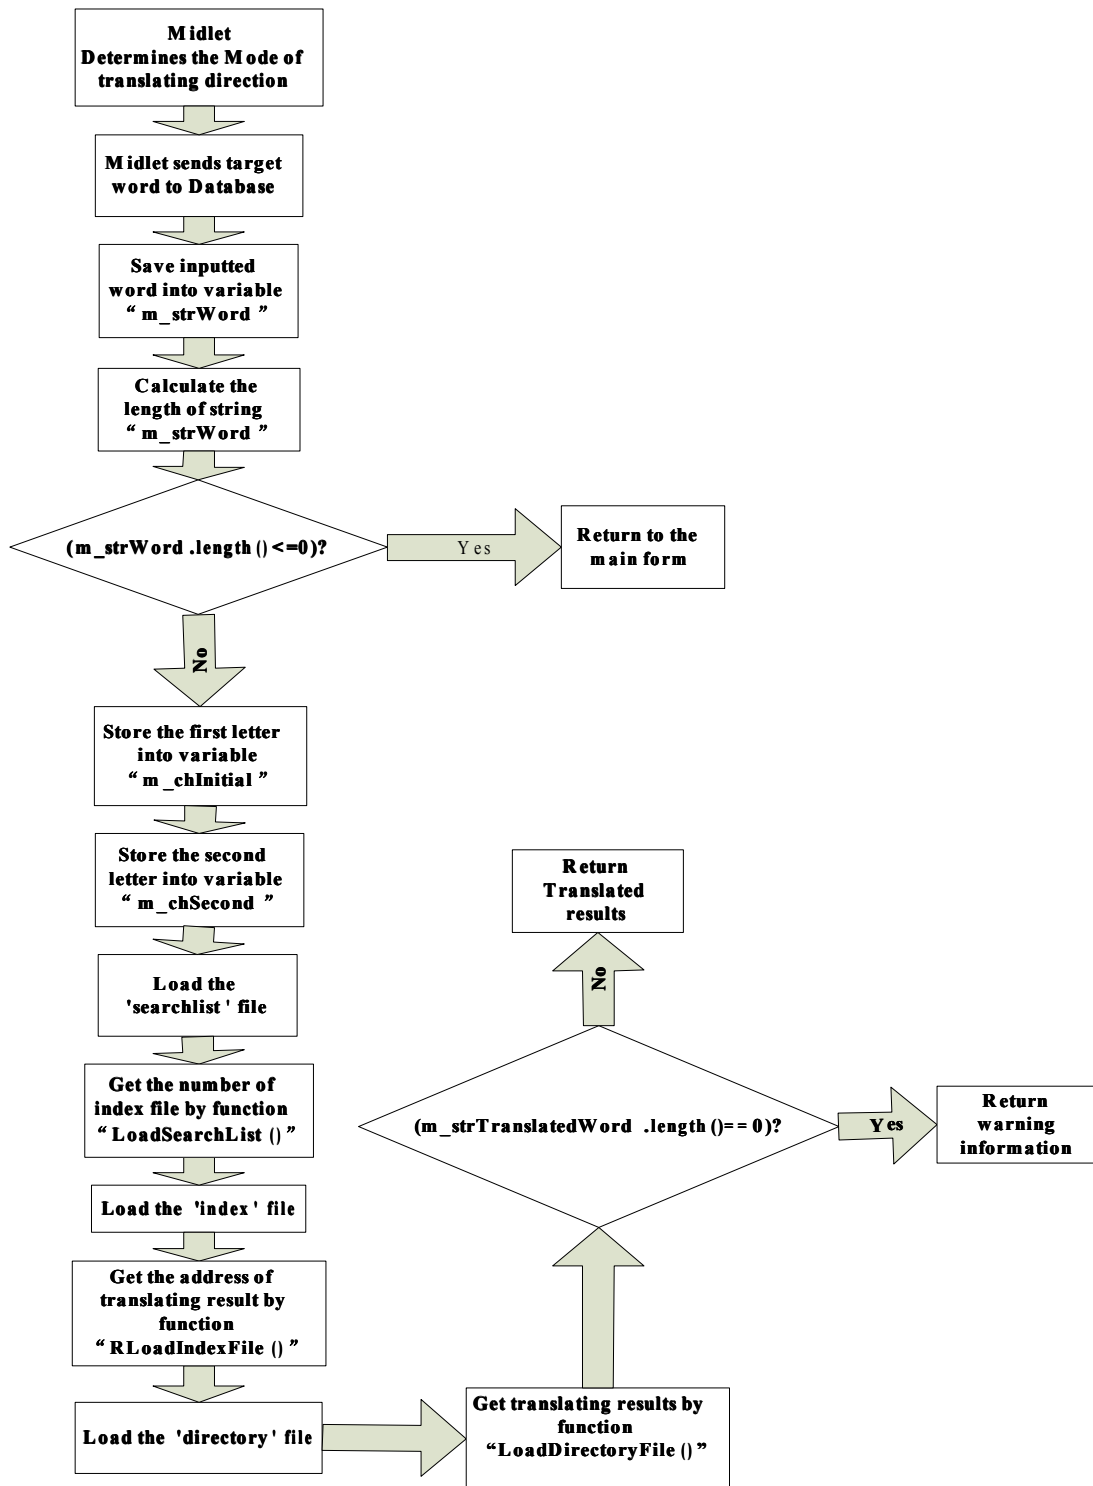 Midlet
Determines the Mode of
translating direction
Midlet sends target
word to Database
Save inputted
word into variable
“ m_strWord ”
Calculate the
length of string
“ m_strWord ”
(m_strWord .length () <=0)?
Yes
Return to the
main form
No
Store the first letter
into variable
“ m_chInitial ”
Store the second
letter into variable
“ m_chSecond ”
Load the
'searchlist ' file
Get the number of
index file by function
“ LoadSearchList () ”
Load the 'index ' file
Get the address of
translating result by
function
“ RLoadIndexFile () ”
Load the 'directory ' file
Get translating results by
function
“LoadDirectoryFile () ”
(m_strTranslatedWord .length ()== 0)?
No
Return
Translated
results
Yes
Return
warning
information